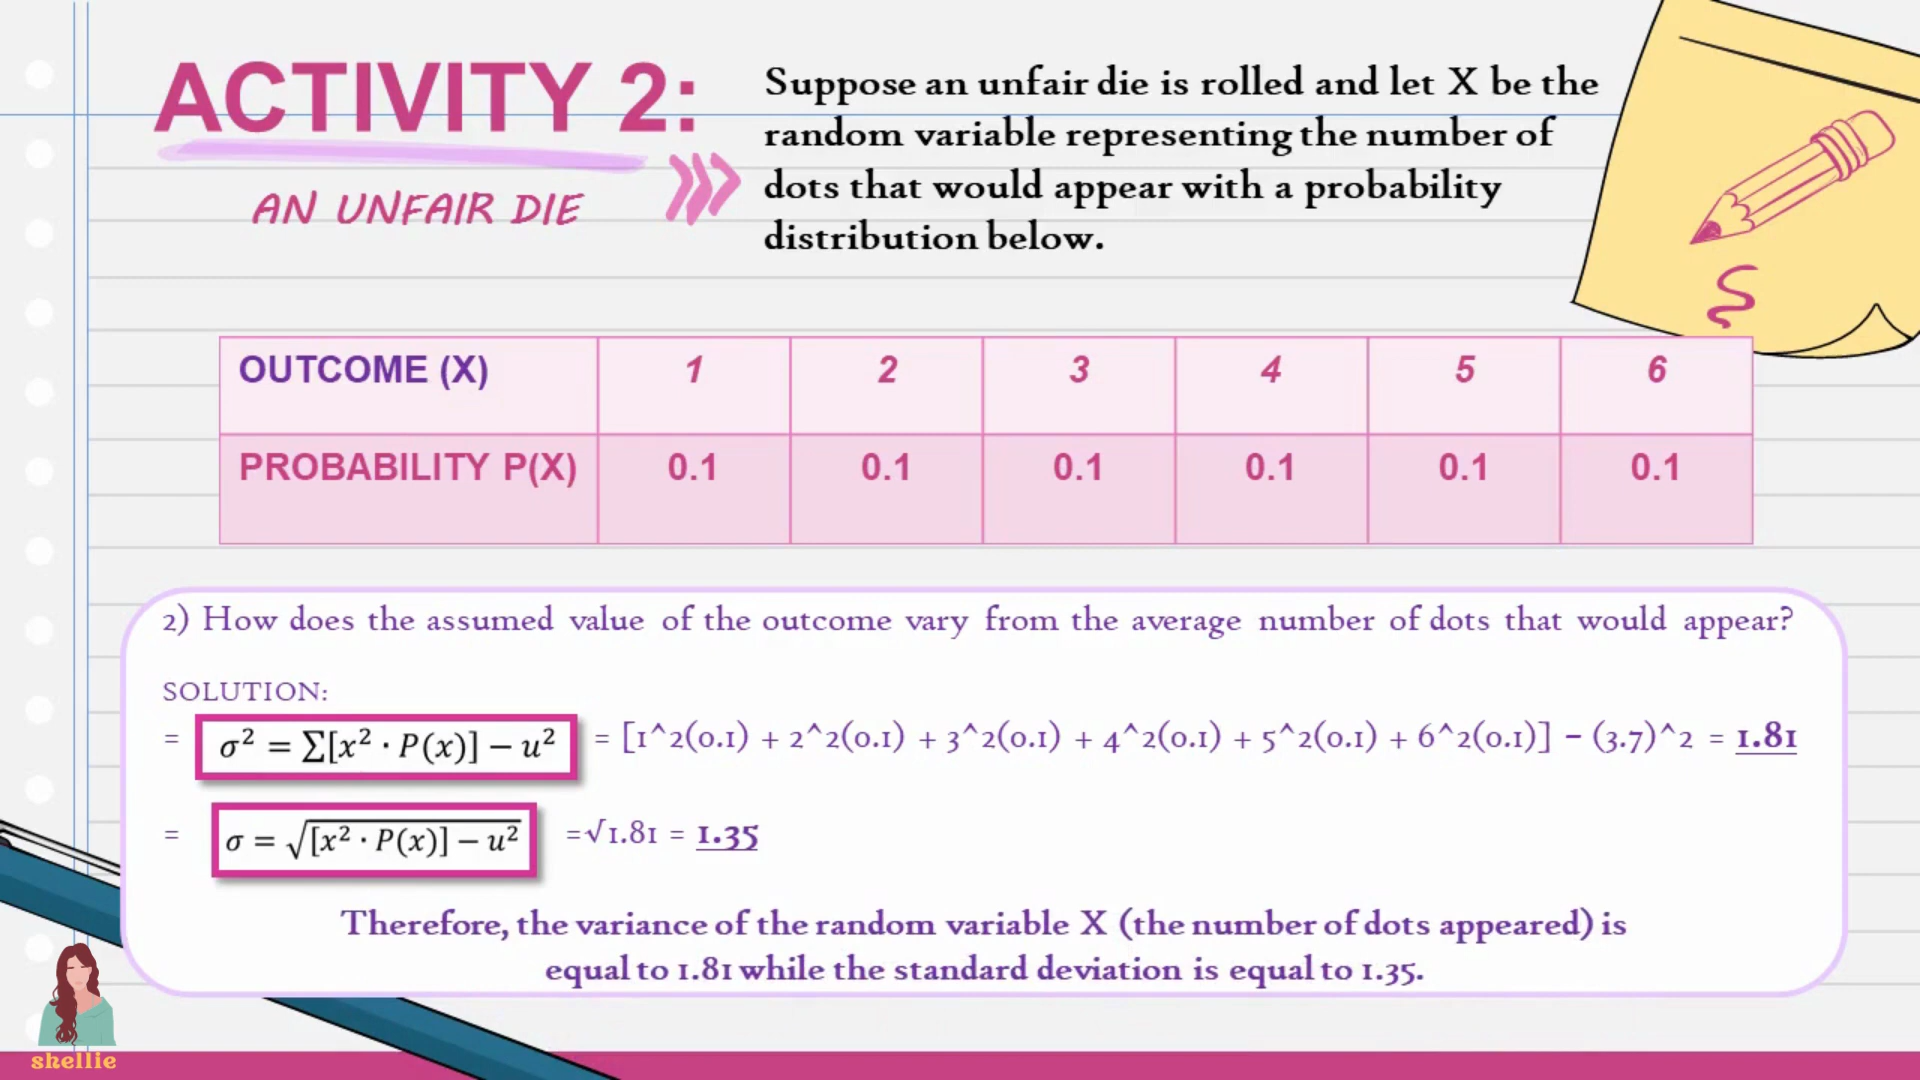 ACTIVITY 2:
AN UNFAIR DIE
Suppose an unfair die is rolled and let X be the
random variable representing the number of
dots that would appear with a probability
distribution below.
OUTCOME (X) 1 2 3 4 5 6
PROBABILITY P(X) 0.1 0.1 0.1 0.1 0.1 0.1
2) How does the assumed value of the outcome vary from the average number of dots that would appear?
SOLUTION:
= σ² = ∑[x² · P(x)] − u² = [1^2(0.1) + 2^2(0.1) + 3^2(0.1) + 4^2(0.1) + 5^2(0.1) + 6^2(0.1)] - (3.7)^2 = 1.81
= σ = √[x² · P(x)] − u² =√1.81 = 1.35
Therefore, the variance of the random variable X (the number of dots appeared) is
equal to 1.81 while the standard deviation is equal to 1.35.
shellie